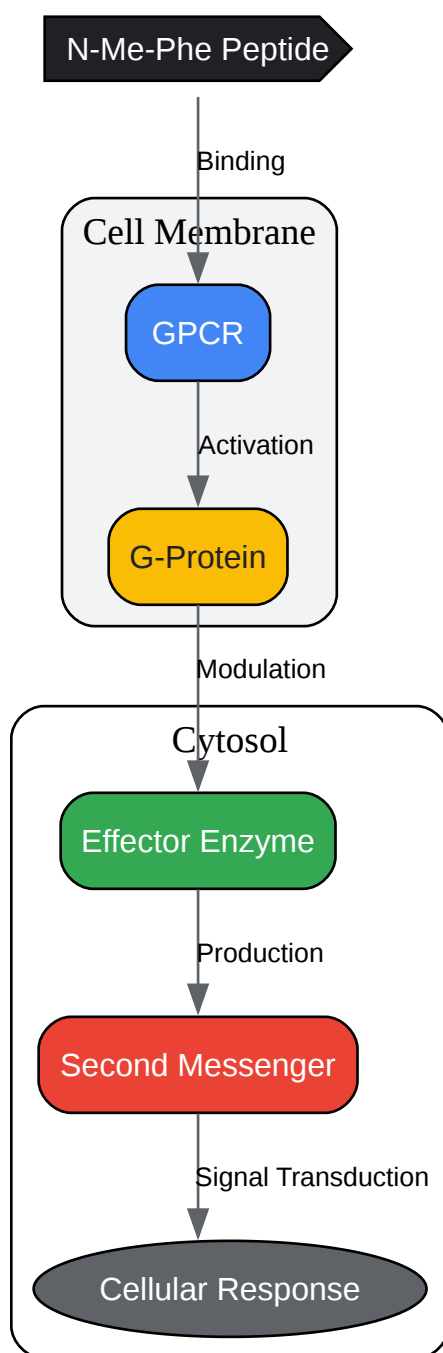 N-Me-Phe Peptide
Binding
Cell Membrane
GPCR
Activation
G-Protein
Modulation
Cytosol
Effector Enzyme
Production
Second Messenger
Signal Transduction
Cellular Response